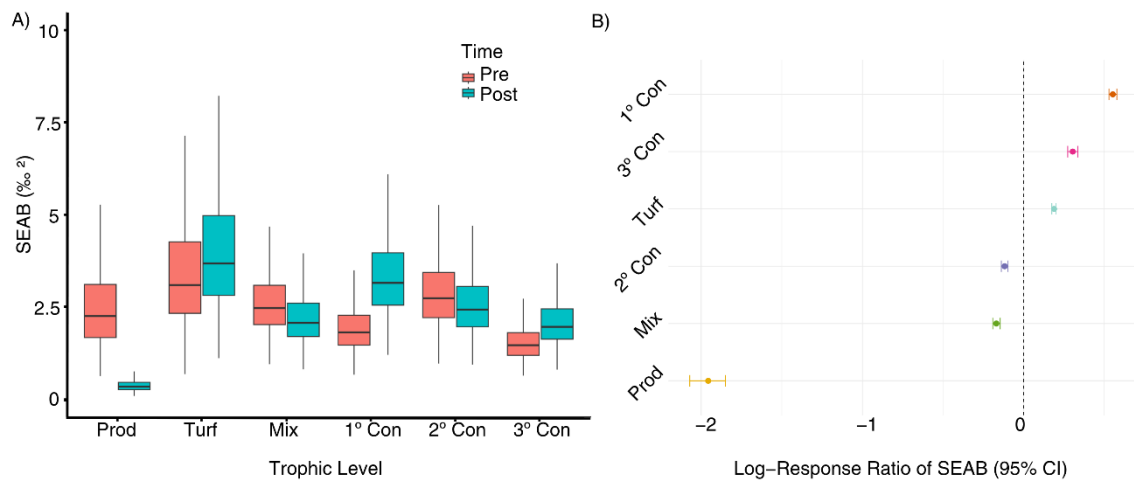 A)
10
7.5
5
2.5
0
SEAB (‰ ²)
Time
Pre
Post
Prod Turf Mix 1º Con 2º Con 3º Con
Trophic Level
B)
1º Con
3º Con
Turf
2º Con
Mix
Prod
−2 −1 0
Log−Response Ratio of SEAB (95% CI)